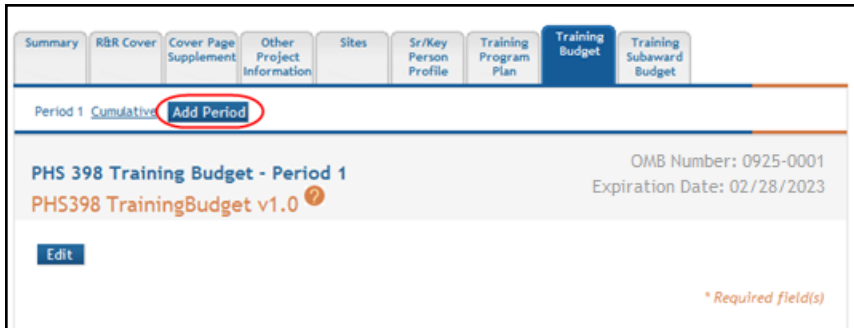 Summary
R&R Cover
Cover Page
Supplement
Other
Project
Information
Sites
Sr/Key
Person
Profile
Training
Program
Plan
Training
Budget
Training
Subaward
Budget
Period 1 Cumulative Add Period
PHS 398 Training Budget - Period 1
PHS398 TrainingBudget v1.0 ?
OMB Number: 0925-0001
Expiration Date: 02/28/2023
Edit
* Required field(s)